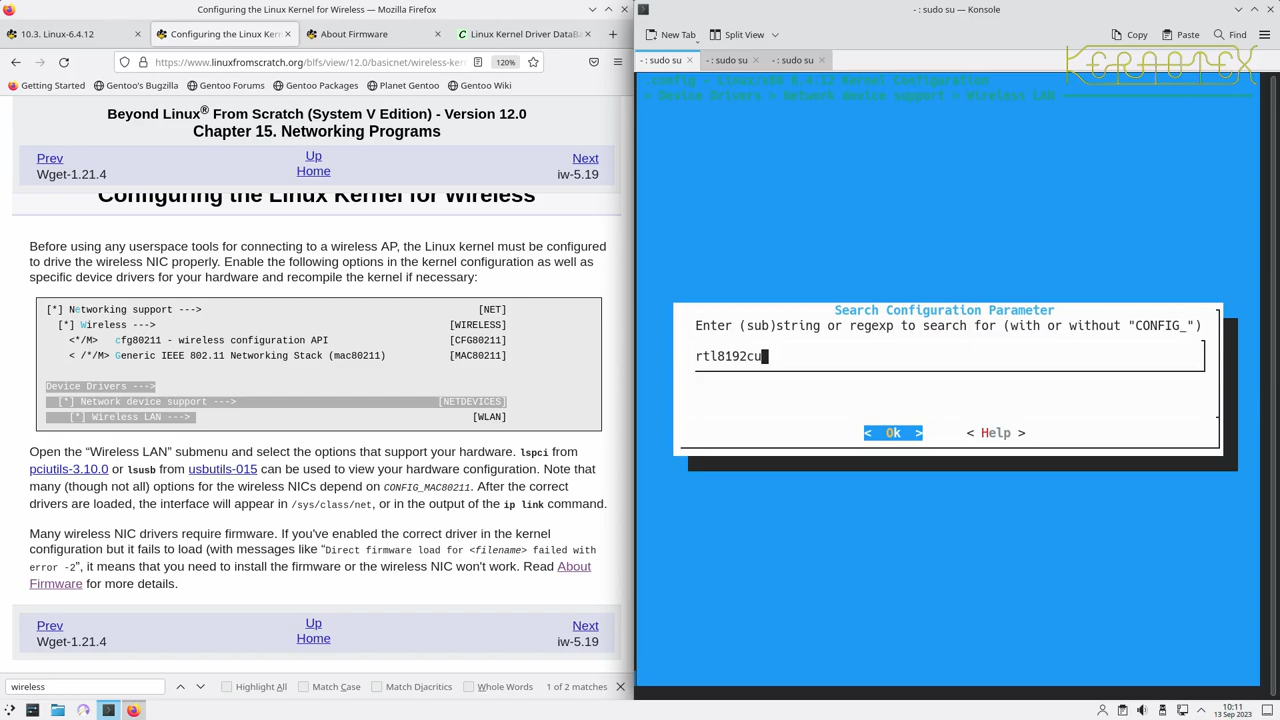 Configuring the Linux Kernel for Wireless — Mozilla Firefox
10.3. Linux-6.4.12
Configuring the Linux Kern
About Firmware
Linux Kernel Driver DataBa
https://www.linuxfromscratch.org/blfs/view/12.0/basicnet/wireless-ker
120%
Getting Started
Gentoo's Bugzilla
Gentoo Forums
Gentoo Packages
Planet Gentoo
Gentoo Wiki
Beyond Linux® From Scratch (System V Edition) - Version 12.0
Chapter 15. Networking Programs
Prev
Up
Next
Wget-1.21.4
Home
iw-5.19
Configuring the Linux Kernel for Wireless
Before using any userspace tools for connecting to a wireless AP, the Linux kernel must be configured
to drive the wireless NIC properly. Enable the following options in the kernel configuration as well as
specific device drivers for your hardware and recompile the kernel if necessary:
[*] Networking support ---> [NET]
[*] Wireless ---> [WIRELESS]
<*/M> cfg80211 - wireless configuration API [CFG80211]
< /*/M> Generic IEEE 802.11 Networking Stack (mac80211) [MAC80211]
Device Drivers --->
[*] Network device support ---> [NETDEVICES]
[*] Wireless LAN ---> [WLAN]
Open the “Wireless LAN” submenu and select the options that support your hardware. lspci from
pciutils-3.10.0 or lsusb from usbutils-015 can be used to view your hardware configuration. Note that
many (though not all) options for the wireless NICs depend on CONFIG_MAC80211. After the correct
drivers are loaded, the interface will appear in /sys/class/net, or in the output of the ip link command.
Many wireless NIC drivers require firmware. If you've enabled the correct driver in the kernel
configuration but it fails to load (with messages like “Direct firmware load for <filename> failed with
error -2”, it means that you need to install the firmware or the wireless NIC won't work. Read About
Firmware for more details.
Prev
Up
Next
Wget-1.21.4
Home
iw-5.19
wireless
Highlight All
Match Case
Match Diacritics
Whole Words
1 of 2 matches
- : sudo su — Konsole
New Tab
Split View
Copy
Paste
Find
- : sudo su
- : sudo su
- : sudo su
KERNOTEX
.config - Linux/x86 6.4.12 Kernel Configuration
> Device Drivers > Network device support > Wireless LAN
Search Configuration Parameter
Enter (sub)string or regexp to search for (with or without "CONFIG_")
rtl8192cu
< Ok >
< Help >
10:11
13 Sep 2023